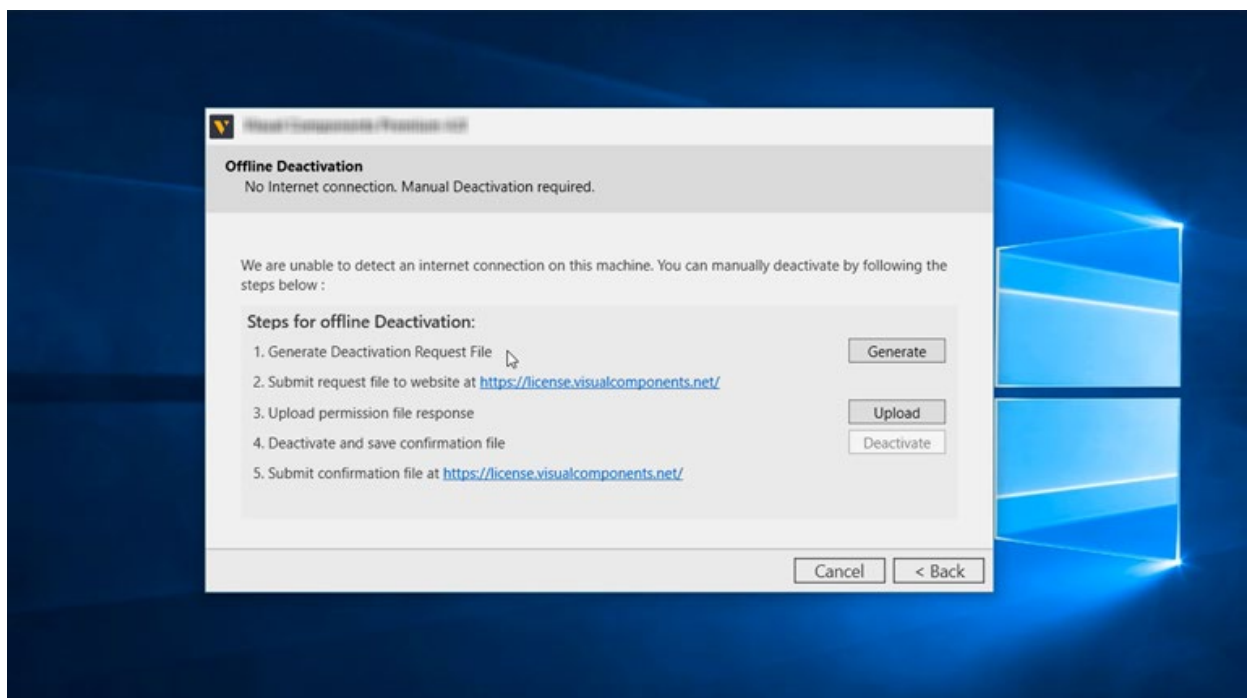 Offline Deactivation
No Internet connection. Manual Deactivation required.
We are unable to detect an internet connection on this machine. You can manually deactivate by following the
steps below :
Steps for offline Deactivation:
1. Generate Deactivation Request File
Generate
2. Submit request file to website at https://license.visualcomponents.net/
3. Upload permission file response
Upload
4. Deactivate and save confirmation file
Deactivate
5. Submit confirmation file at https://license.visualcomponents.net/
Cancel
< Back